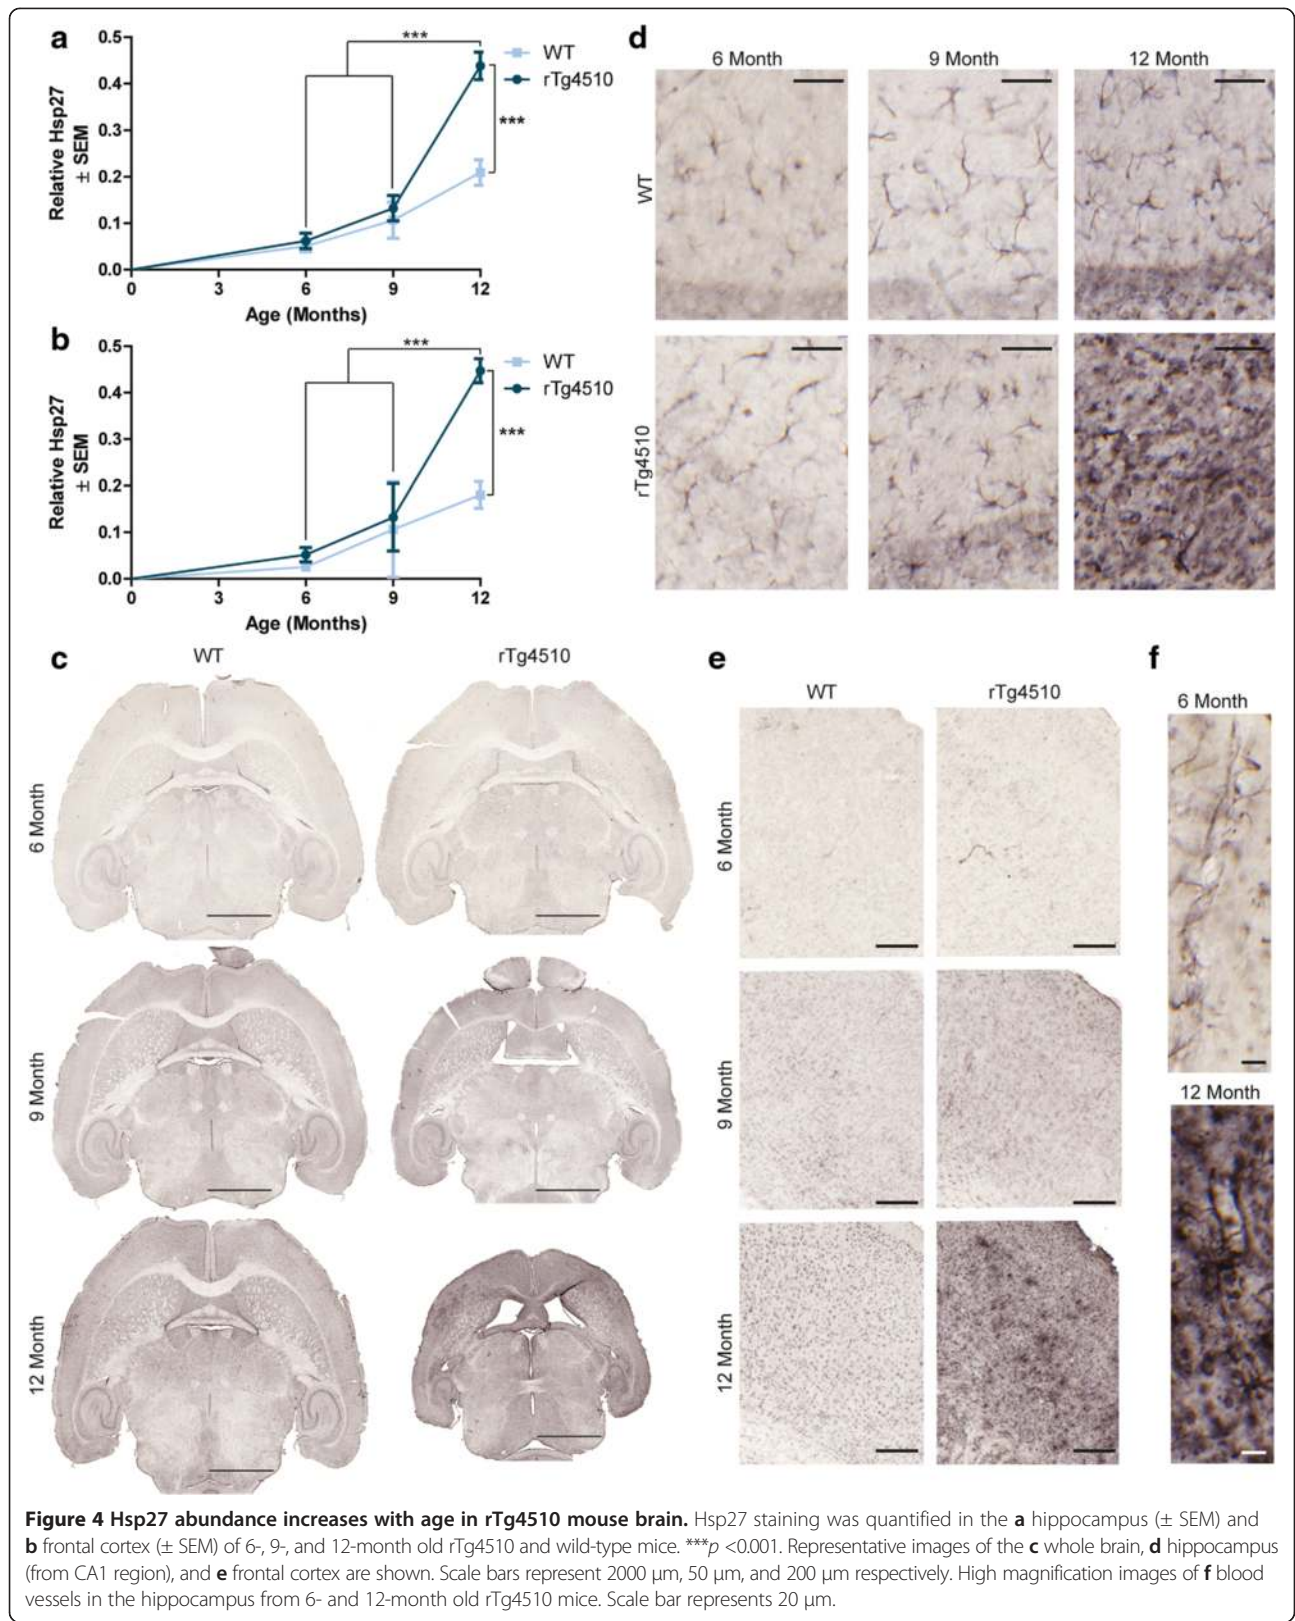 a
0.5
0.4
0.3
0.2
0.1
0.0
Relative Hsp27
± SEM
***
***
WT
rTg4510
0 3 6 9 12
Age (Months)
b
0.5
0.4
0.3
0.2
0.1
0.0
Relative Hsp27
± SEM
***
***
WT
rTg4510
0 3 6 9 12
Age (Months)
d
6 Month 9 Month 12 Month
WT
rTg4510
c
WT rTg4510
6 Month
9 Month
12 Month
e
WT rTg4510
6 Month
9 Month
12 Month
f
6 Month
12 Month
Figure 4 Hsp27 abundance increases with age in rTg4510 mouse brain. Hsp27 staining was quantified in the a hippocampus (± SEM) and
b frontal cortex (± SEM) of 6-, 9-, and 12-month old rTg4510 and wild-type mice. ***p <0.001. Representative images of the c whole brain, d hippocampus
(from CA1 region), and e frontal cortex are shown. Scale bars represent 2000 μm, 50 μm, and 200 μm respectively. High magnification images of f blood
vessels in the hippocampus from 6- and 12-month old rTg4510 mice. Scale bar represents 20 μm.